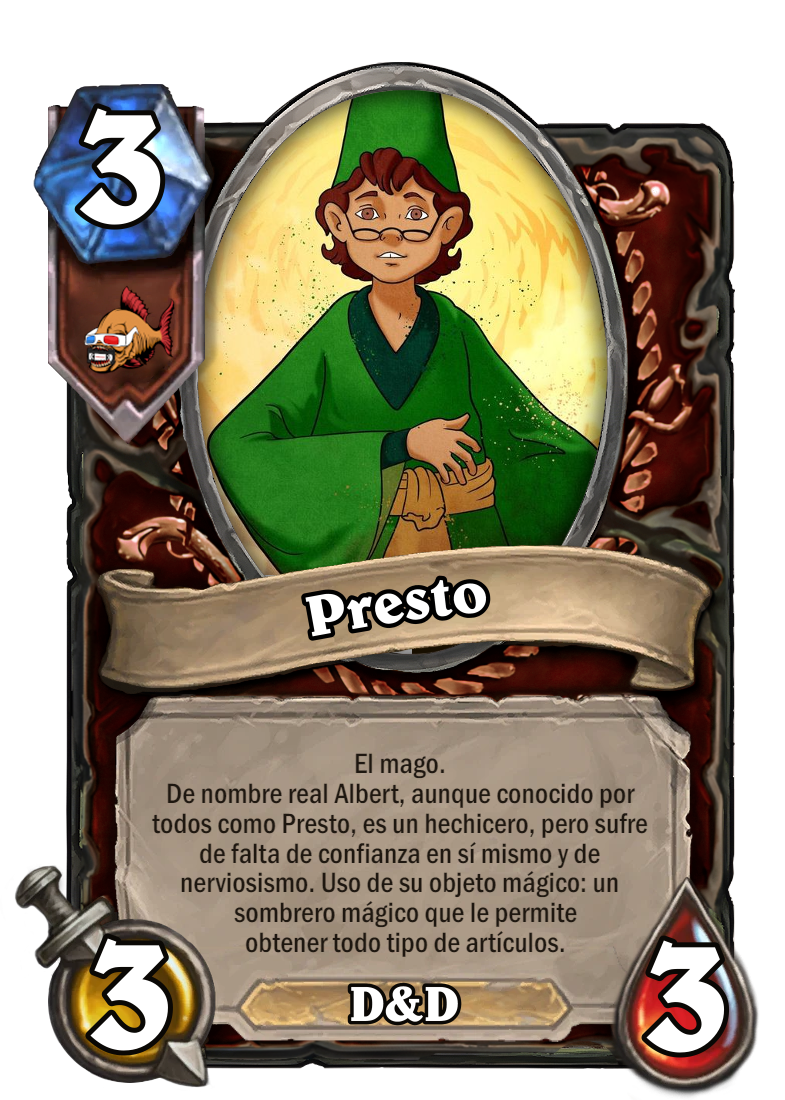 3
Presto
El mago.
De nombre real Albert, aunque conocido por
todos como Presto, es un hechicero, pero sufre
de falta de confianza en sí mismo y de
nerviosismo. Uso de su objeto mágico: un
sombrero mágico que le permite
obtener todo tipo de artículos.
3
D&D
3